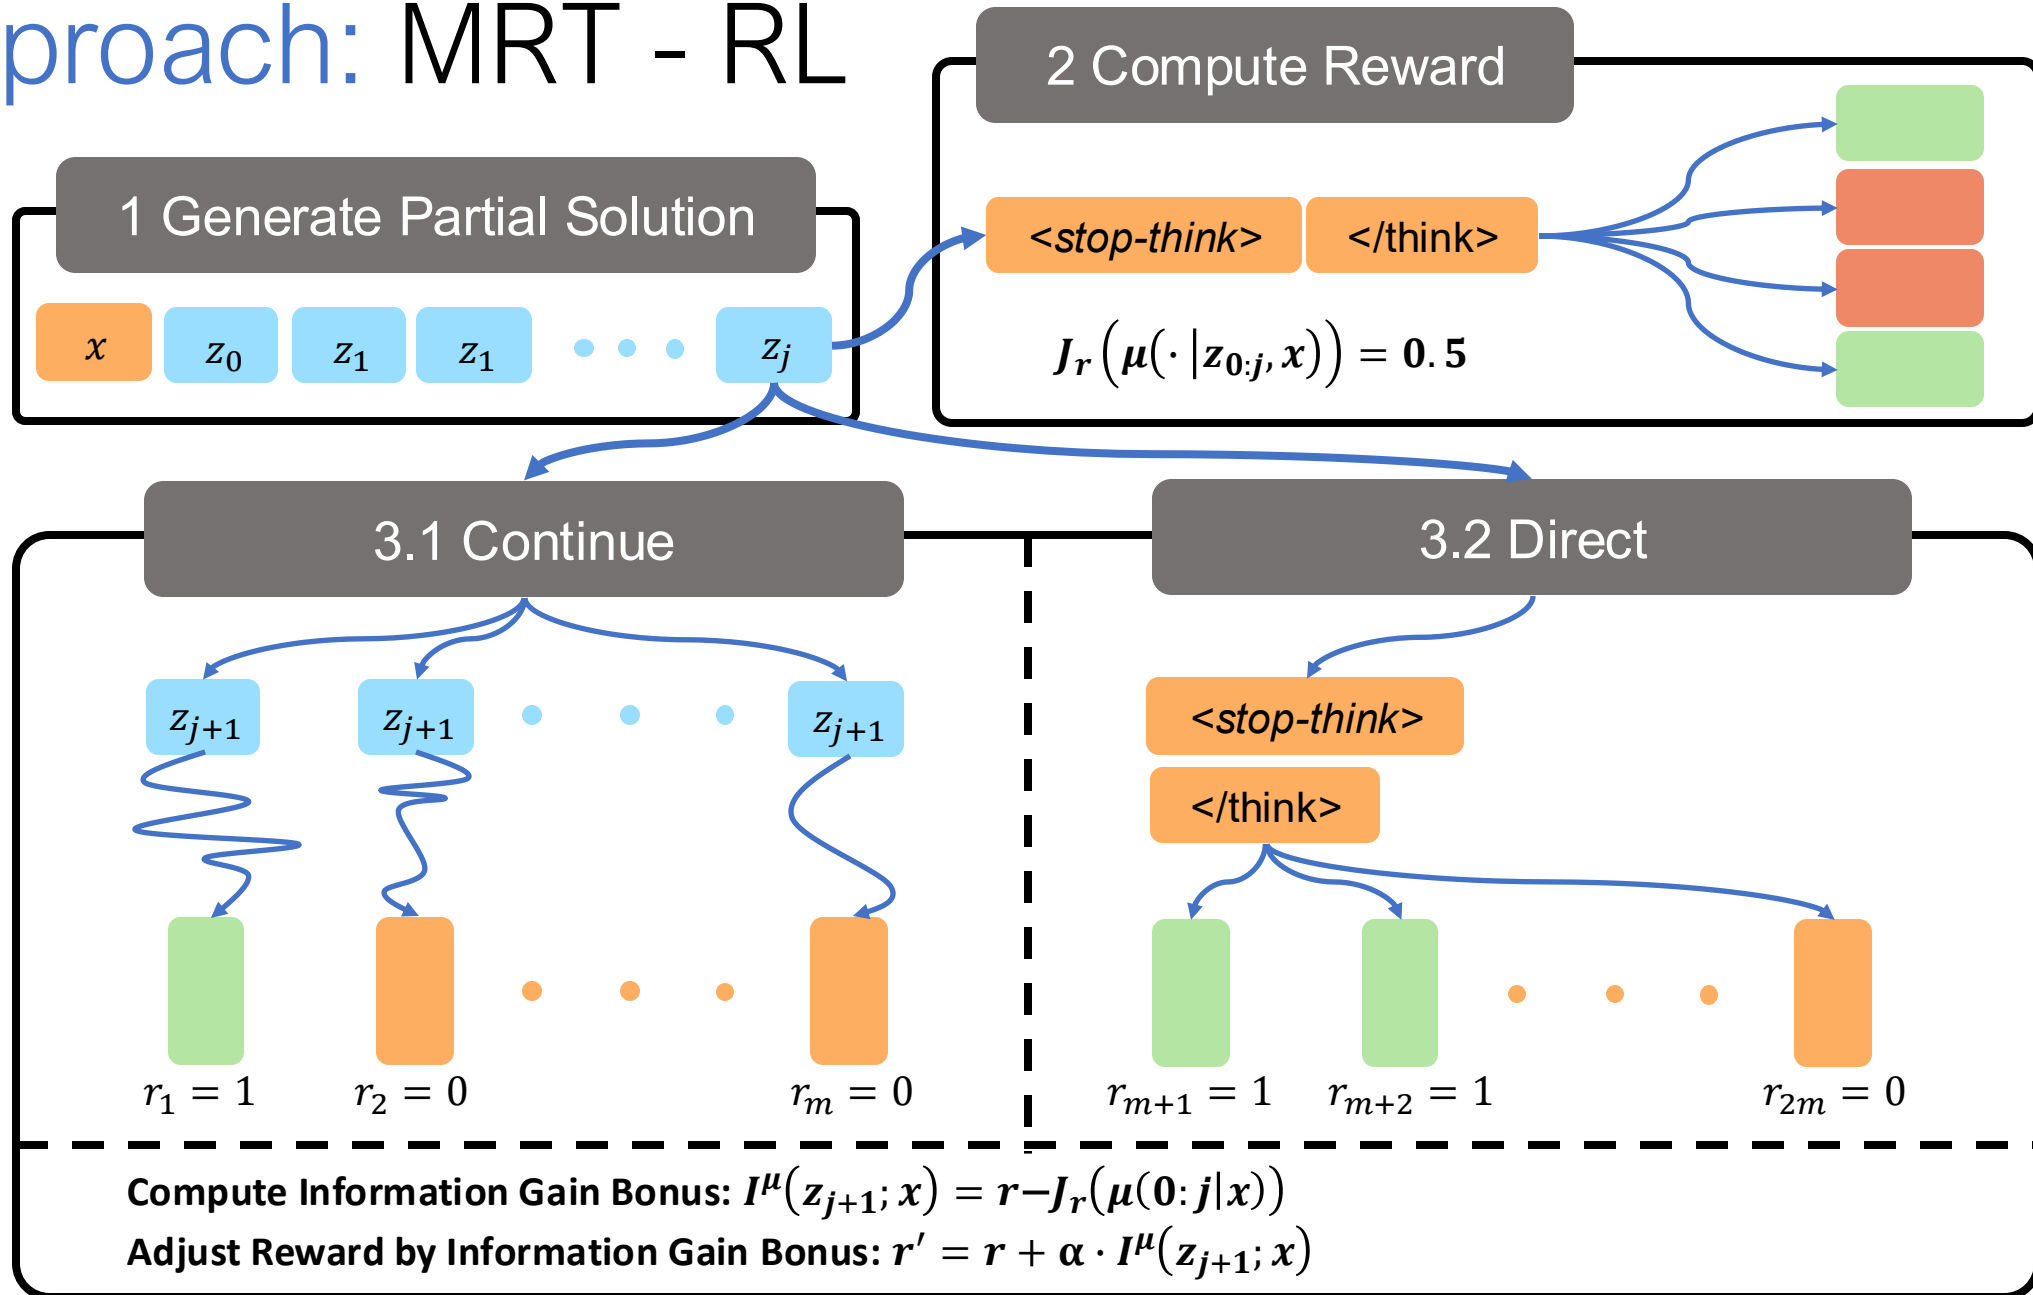 proach: MRT - RL
2 Compute Reward
1 Generate Partial Solution
<stop-think> </think>
x z₀ z₁ z₁ • • • zⱼ
Jᵣ(μ(· |z₀:ⱼ, x)) = 0.5
3.1 Continue
3.2 Direct
zⱼ₊₁ zⱼ₊₁ • • • zⱼ₊₁
<stop-think>
</think>
r₁ = 1 r₂ = 0 rₘ = 0
rₘ₊₁ = 1 rₘ₊₂ = 1 r₂ₘ = 0
Compute Information Gain Bonus: I^μ(zⱼ₊₁; x) = r−Jᵣ(μ(0: j|x))
Adjust Reward by Information Gain Bonus: r′ = r + α · I^μ(zⱼ₊₁; x)